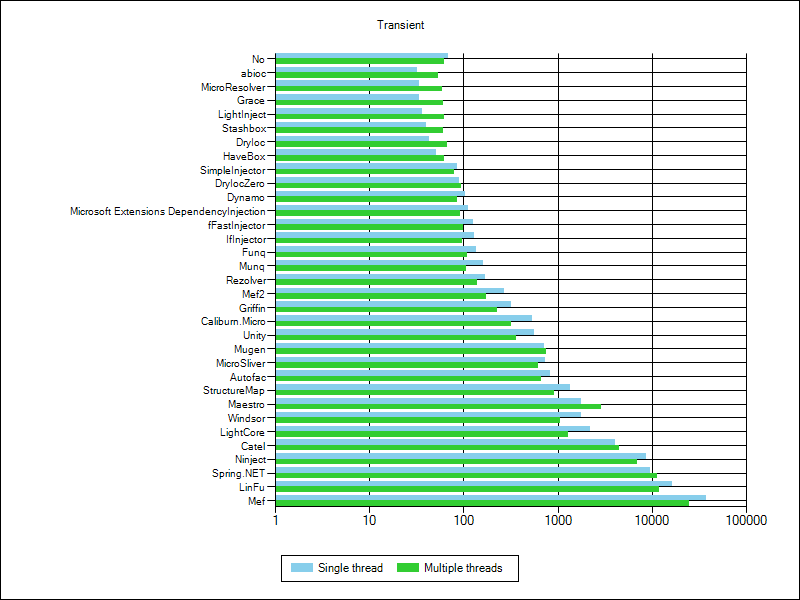 Transient
No
abioc
MicroResolver
Grace
LightInject
Stashbox
DryIoc
HaveBox
SimpleInjector
DryIocZero
Dynamo
Microsoft Extensions DependencyInjection
fFastInjector
IfInjector
Funq
Munq
Rezolver
Mef2
Griffin
Caliburn.Micro
Unity
Mugen
MicroSliver
Autofac
StructureMap
Maestro
Windsor
LightCore
Catel
Ninject
Spring.NET
LinFu
Mef
1 10 100 1000 10000 100000
Single thread Multiple threads